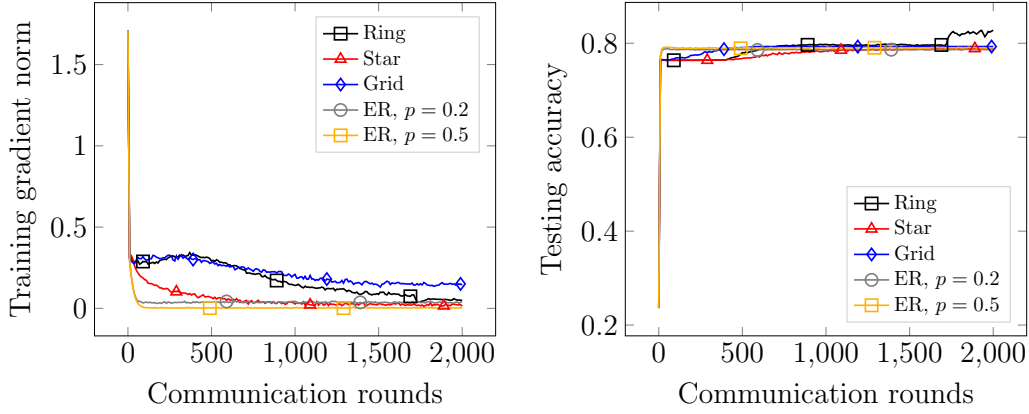 Training gradient norm
1.5
1
0.5
0
0
500
1,000
1,500
2,000
Communication rounds
Ring
Star
Grid
ER, p = 0.2
ER, p = 0.5
Testing accuracy
0.8
0.6
0.4
0.2
0
500
1,000
1,500
2,000
Communication rounds
Ring
Star
Grid
ER, p = 0.2
ER, p = 0.5